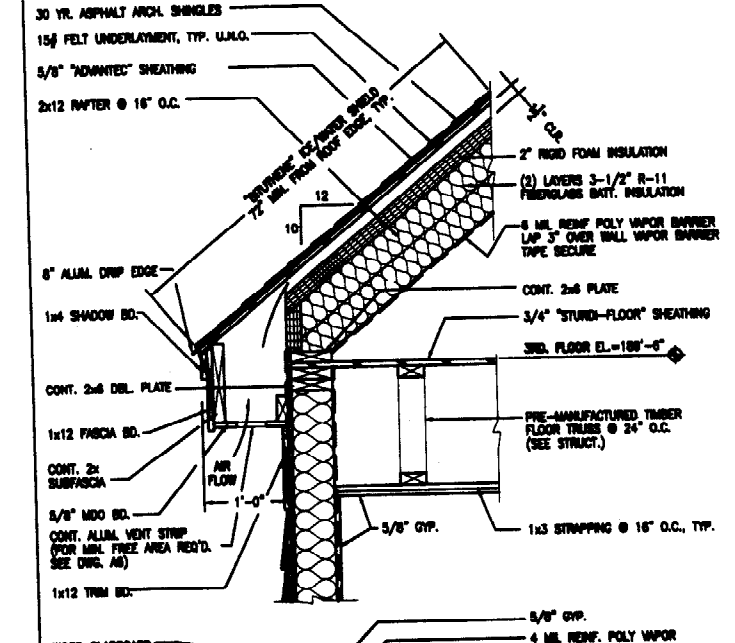 30 YR. ASPHALT ARCH. SHINGLES
15# FELT UNDERLAYMENT, TYP. U.N.O.
5/8" "ADVANTEC" SHEATHING
2x12 RAFTER @ 16" O.C.
"BITUTHENE" ICE/WATER SHIELD
72" MIN. FROM ROOF EDGE, TYP.
CLR.
12
10
2" RIGID FOAM INSULATION
(2) LAYERS 3-1/2" R-11
FIBERGLASS BATT. INSULATION
6 MIL REINF POLY VAPOR BARRIER
LAP 3" OVER WALL VAPOR BARRIER
TAPE SECURE
8" ALUM. DRIP EDGE
1x4 SHADOW BD.
CONT. 2x6 PLATE
3/4" "STURDI-FLOOR" SHEATHING
3RD. FLOOR EL.=188'-6"
CONT. 2x6 DBL. PLATE
1x12 FASCIA BD.
CONT. 2x
SUBFASCIA
AIR
FLOW
1'-0"
5/8" MDO BD.
CONT. ALUM. VENT STRIP
(FOR MIN. FREE AREA REQ'D.
SEE DWG. A6)
1x12 TRIM BD.
PRE-MANUFACTURED TIMBER
FLOOR TRUSS @ 24" O.C.
(SEE STRUCT.)
5/8" GYP.
1x3 STRAPPING @ 16" O.C., TYP.
5/8" GYP.
4 MIL REINF. POLY VAPOR